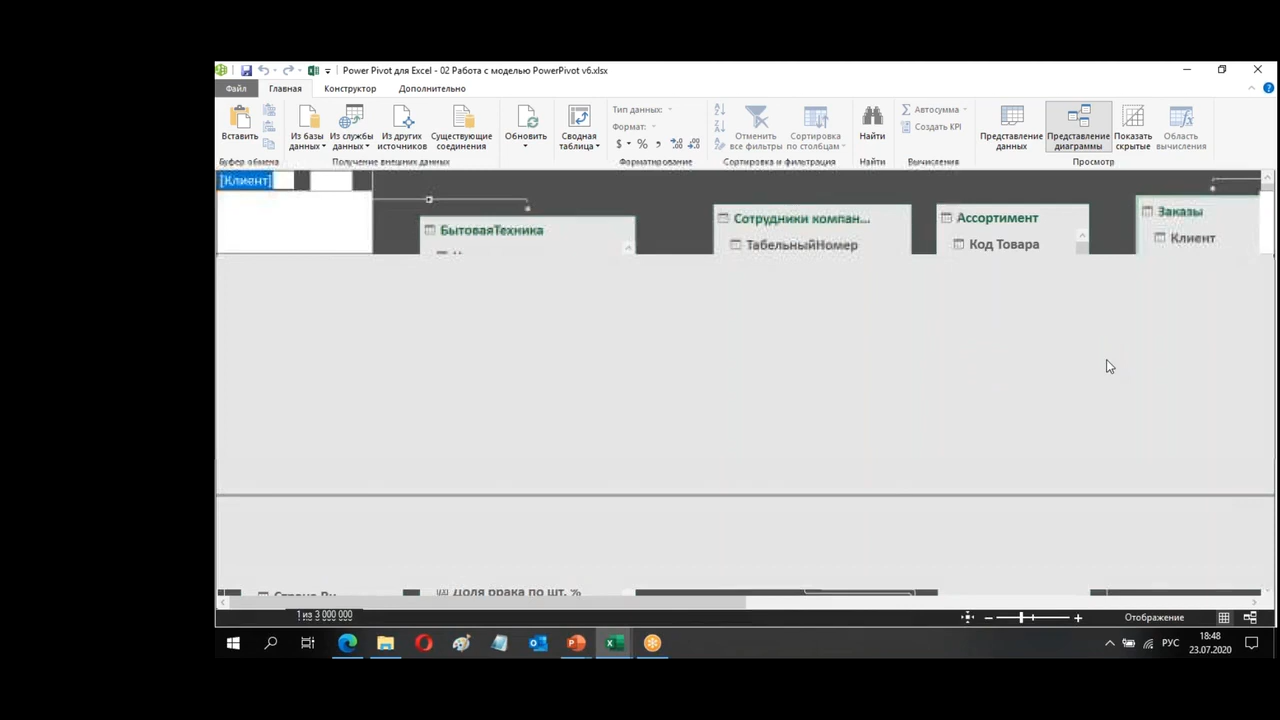 Power Pivot для Excel - 02 Работа с моделью PowerPivot v6.xlsx
Файл Главная Конструктор Дополнительно
Вставить
Из базы данных
Из службы данных
Из других источников
Существующие соединения
Обновить
Сводная таблица
Тип данных:
Формат:
$ % ,
Отменить все фильтры
Сортировка по столбцам
Найти
Автосумма
Создать KPI
Представление данных
Представление диаграммы
Показать скрытые
Область вычисления
Буфер обмена Получение внешних данных Форматирование Сортировка и фильтрация Найти Вычисления Просмотр
[Клиент]
БытоваяТехника
Сотрудники компан...
ТабельныйНомер
Ассортимент
Код Товара
Заказы
Клиент
Доля брака по шт, %
1 из 3 000 000
Отображение
РУС
18:48
23.07.2020